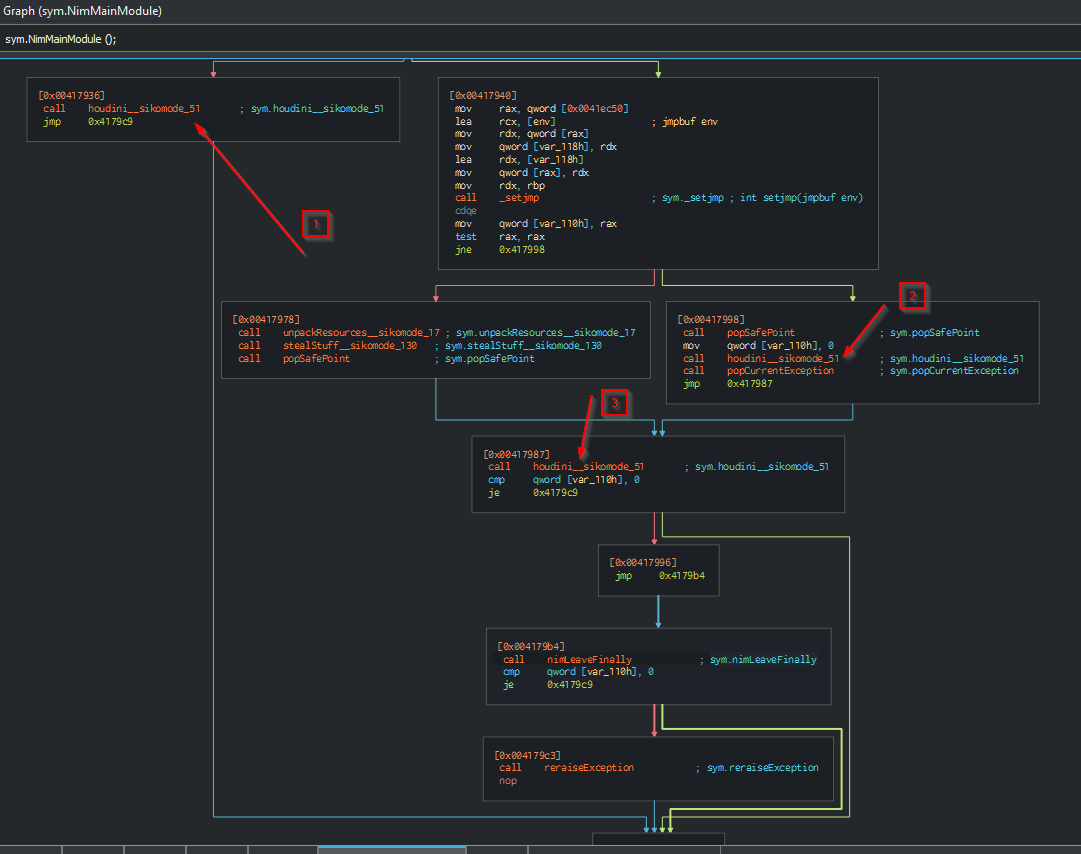 Graph (sym.NimMainModule)
sym.NimMainModule ();
[0x00417936]
call houdini__sikomode_51 ; sym.houdini__sikomode_51
jmp 0x4179c9
[0x00417940]
mov rax, qword [0x0041ec50]
lea rcx, [env] ; jmpbuf env
mov rdx, qword [rax]
mov qword [var_118h], rdx
lea rdx, [var_118h]
mov qword [rax], rdx
mov rdx, rbp
call _setjmp ; sym._setjmp ; int setjmp(jmpbuf env)
cdqe
mov qword [var_110h], rax
test rax, rax
jne 0x417998
1
2
[0x00417978]
call unpackResources__sikomode_17 ; sym.unpackResources__sikomode_17
call stealStuff__sikomode_130 ; sym.stealStuff__sikomode_130
call popSafePoint ; sym.popSafePoint
[0x00417998]
call popSafePoint ; sym.popSafePoint
mov qword [var_110h], 0
call houdini__sikomode_51 ; sym.houdini__sikomode_51
call popCurrentException ; sym.popCurrentException
jmp 0x417987
3
[0x00417987]
call houdini__sikomode_51 ; sym.houdini__sikomode_51
cmp qword [var_110h], 0
je 0x4179c9
[0x00417996]
jmp 0x4179b4
[0x004179b4]
call nimLeaveFinally ; sym.nimLeaveFinally
cmp qword [var_110h], 0
je 0x4179c9
[0x004179c3]
call reraiseException ; sym.reraiseException
nop